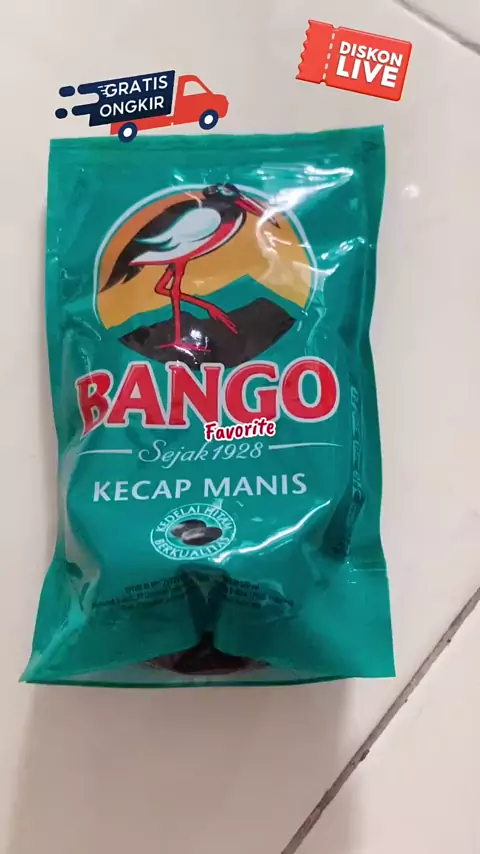 GRATIS
ONGKIR
DISKON
LIVE
BANGO
Favorite
Sejak 1928
KECAP MANIS
KEDELAI HITAM
BERKUALITAS